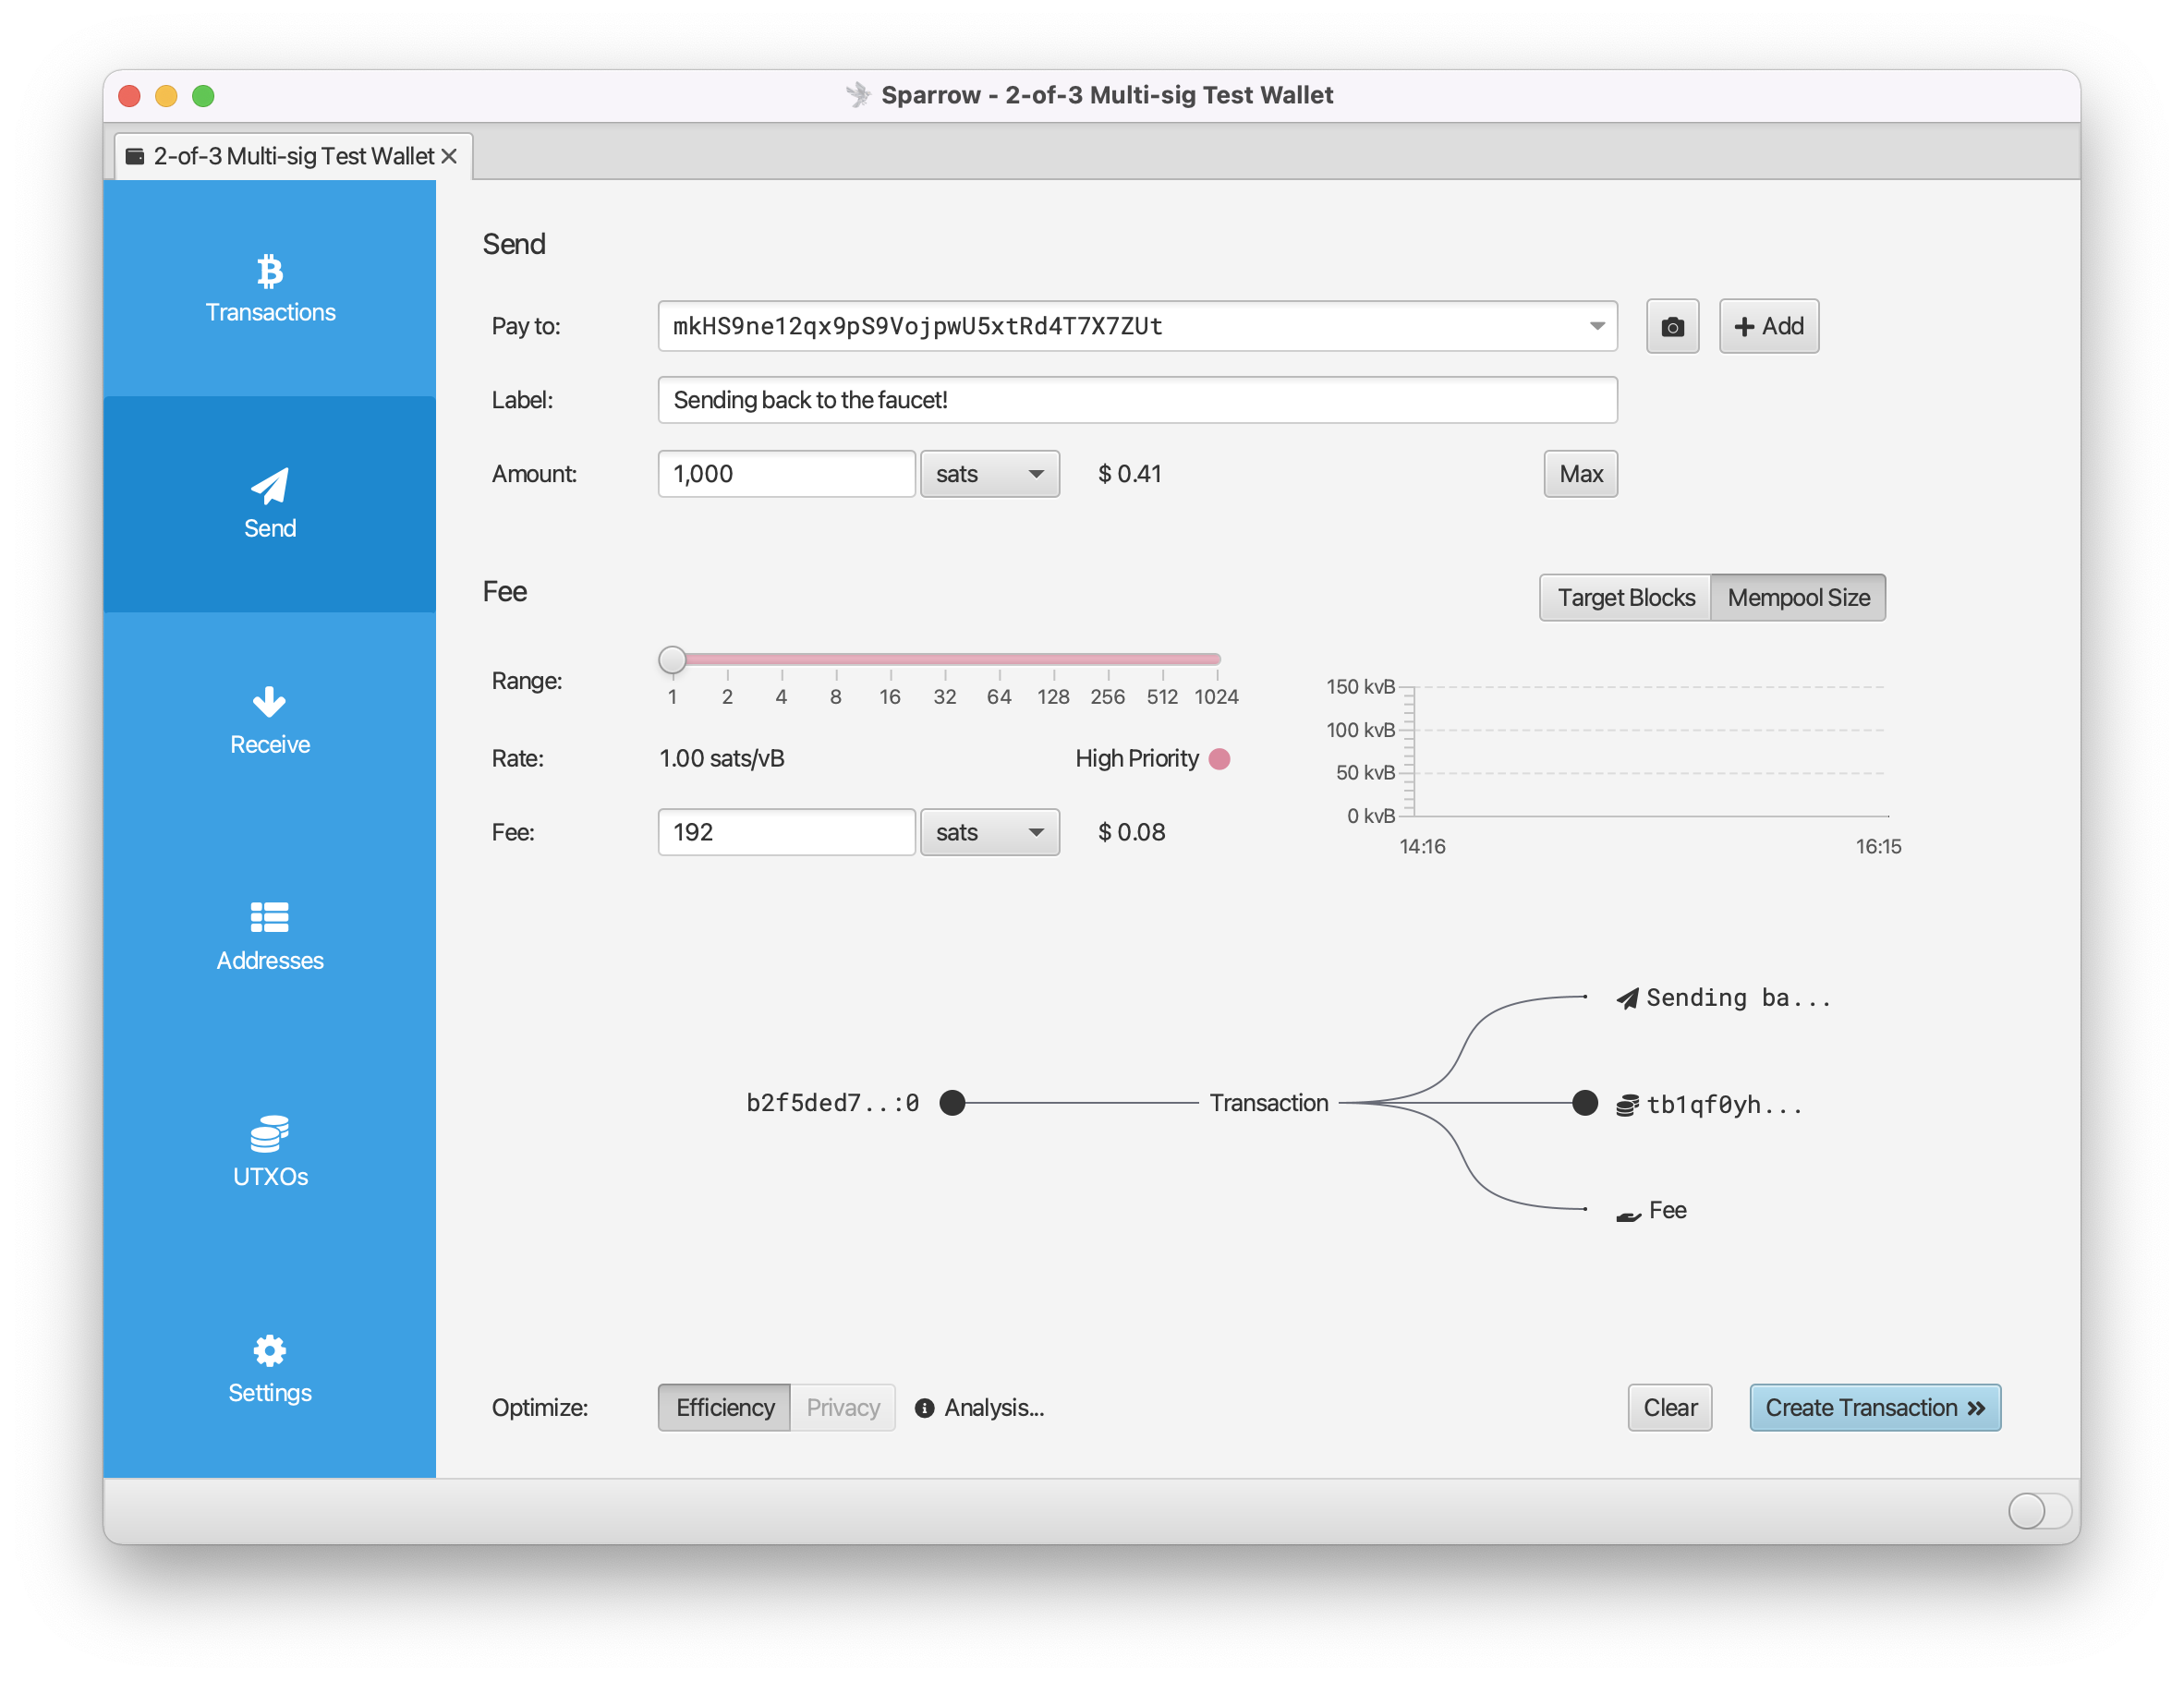 Sparrow - 2-of-3 Multi-sig Test Wallet
2-of-3 Multi-sig Test Wallet
Transactions
Send
Receive
Addresses
UTXOs
Settings
Send
Pay to: mkHS9ne12qx9pS9VojpwU5xtRd4T7X7ZUt Add
Label: Sending back to the faucet!
Amount: 1,000 sats $ 0.41 Max
Fee Target Blocks Mempool Size
Range: 1 2 4 8 16 32 64 128 256 512 1024
Rate: 1.00 sats/vB High Priority
Fee: 192 sats $ 0.08
150 kvB
100 kvB
50 kvB
0 kvB
14:16 16:15
Sending ba...
b2f5ded7..:0 Transaction tb1qf0yh...
Fee
Optimize: Efficiency Privacy Analysis... Clear Create Transaction